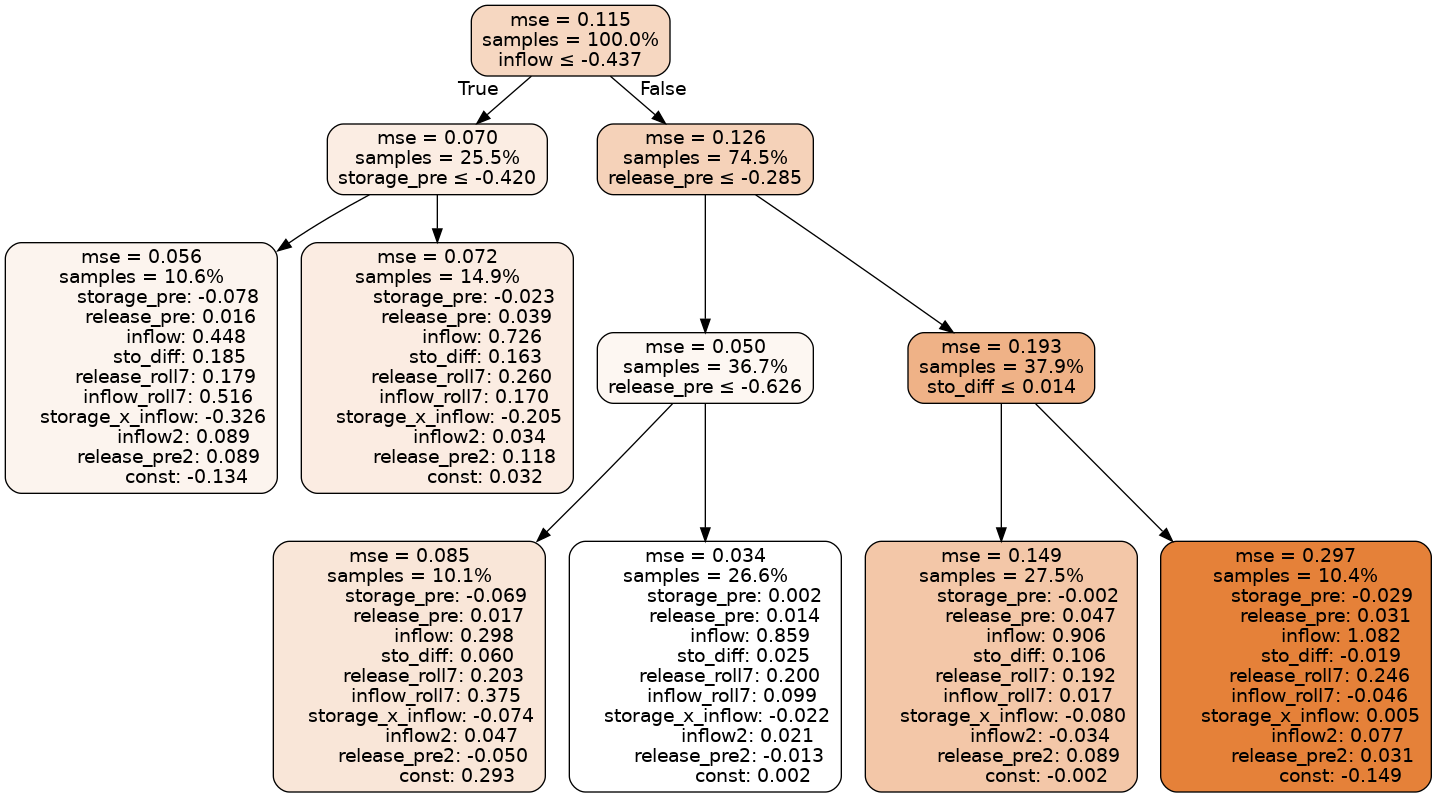 mse = 0.115
samples = 100.0%
inflow ≤ -0.437
True
False
mse = 0.070
samples = 25.5%
storage_pre ≤ -0.420
mse = 0.126
samples = 74.5%
release_pre ≤ -0.285
mse = 0.056
samples = 10.6%
storage_pre: -0.078
release_pre: 0.016
inflow: 0.448
sto_diff: 0.185
release_roll7: 0.179
inflow_roll7: 0.516
storage_x_inflow: -0.326
inflow2: 0.089
release_pre2: 0.089
const: -0.134
mse = 0.072
samples = 14.9%
storage_pre: -0.023
release_pre: 0.039
inflow: 0.726
sto_diff: 0.163
release_roll7: 0.260
inflow_roll7: 0.170
storage_x_inflow: -0.205
inflow2: 0.034
release_pre2: 0.118
const: 0.032
mse = 0.050
samples = 36.7%
release_pre ≤ -0.626
mse = 0.193
samples = 37.9%
sto_diff ≤ 0.014
mse = 0.085
samples = 10.1%
storage_pre: -0.069
release_pre: 0.017
inflow: 0.298
sto_diff: 0.060
release_roll7: 0.203
inflow_roll7: 0.375
storage_x_inflow: -0.074
inflow2: 0.047
release_pre2: -0.050
const: 0.293
mse = 0.034
samples = 26.6%
storage_pre: 0.002
release_pre: 0.014
inflow: 0.859
sto_diff: 0.025
release_roll7: 0.200
inflow_roll7: 0.099
storage_x_inflow: -0.022
inflow2: 0.021
release_pre2: -0.013
const: 0.002
mse = 0.149
samples = 27.5%
storage_pre: -0.002
release_pre: 0.047
inflow: 0.906
sto_diff: 0.106
release_roll7: 0.192
inflow_roll7: 0.017
storage_x_inflow: -0.080
inflow2: -0.034
release_pre2: 0.089
const: -0.002
mse = 0.297
samples = 10.4%
storage_pre: -0.029
release_pre: 0.031
inflow: 1.082
sto_diff: -0.019
release_roll7: 0.246
inflow_roll7: -0.046
storage_x_inflow: 0.005
inflow2: 0.077
release_pre2: 0.031
const: -0.149